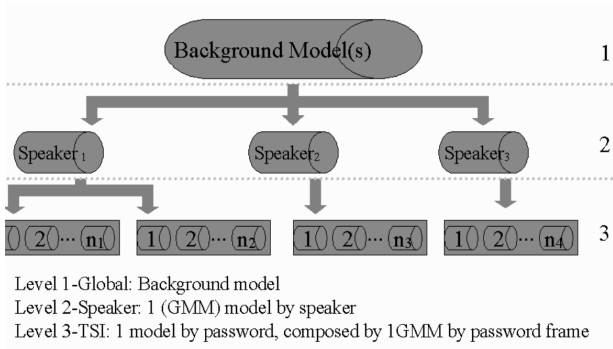 Background Model(s)
1
Speaker1
Speaker2
Speaker3
2
2 ... n1
1 2 ... n2
1 2 ... n3
1 2 ... n4
3
Level 1-Global: Background model
Level 2-Speaker: 1 (GMM) model by speaker
Level 3-TSI: 1 model by password, composed by 1GMM by password frame